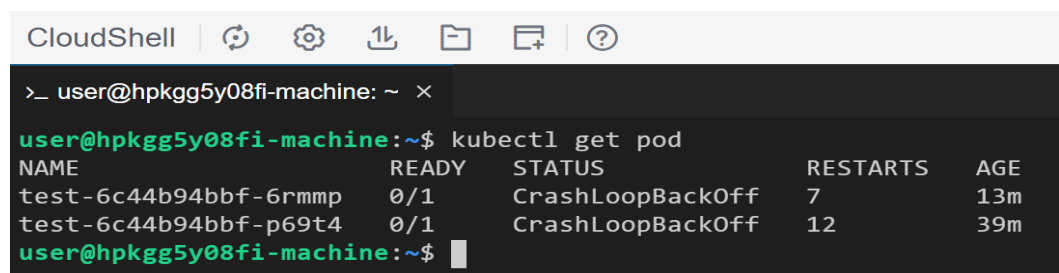 CloudShell
>_ user@hpkgg5y08fi-machine: ~ ×
user@hpkgg5y08fi-machine:~$ kubectl get pod
NAME READY STATUS RESTARTS AGE
test-6c44b94bbf-6rmmp 0/1 CrashLoopBackOff 7 13m
test-6c44b94bbf-p69t4 0/1 CrashLoopBackOff 12 39m
user@hpkgg5y08fi-machine:~$